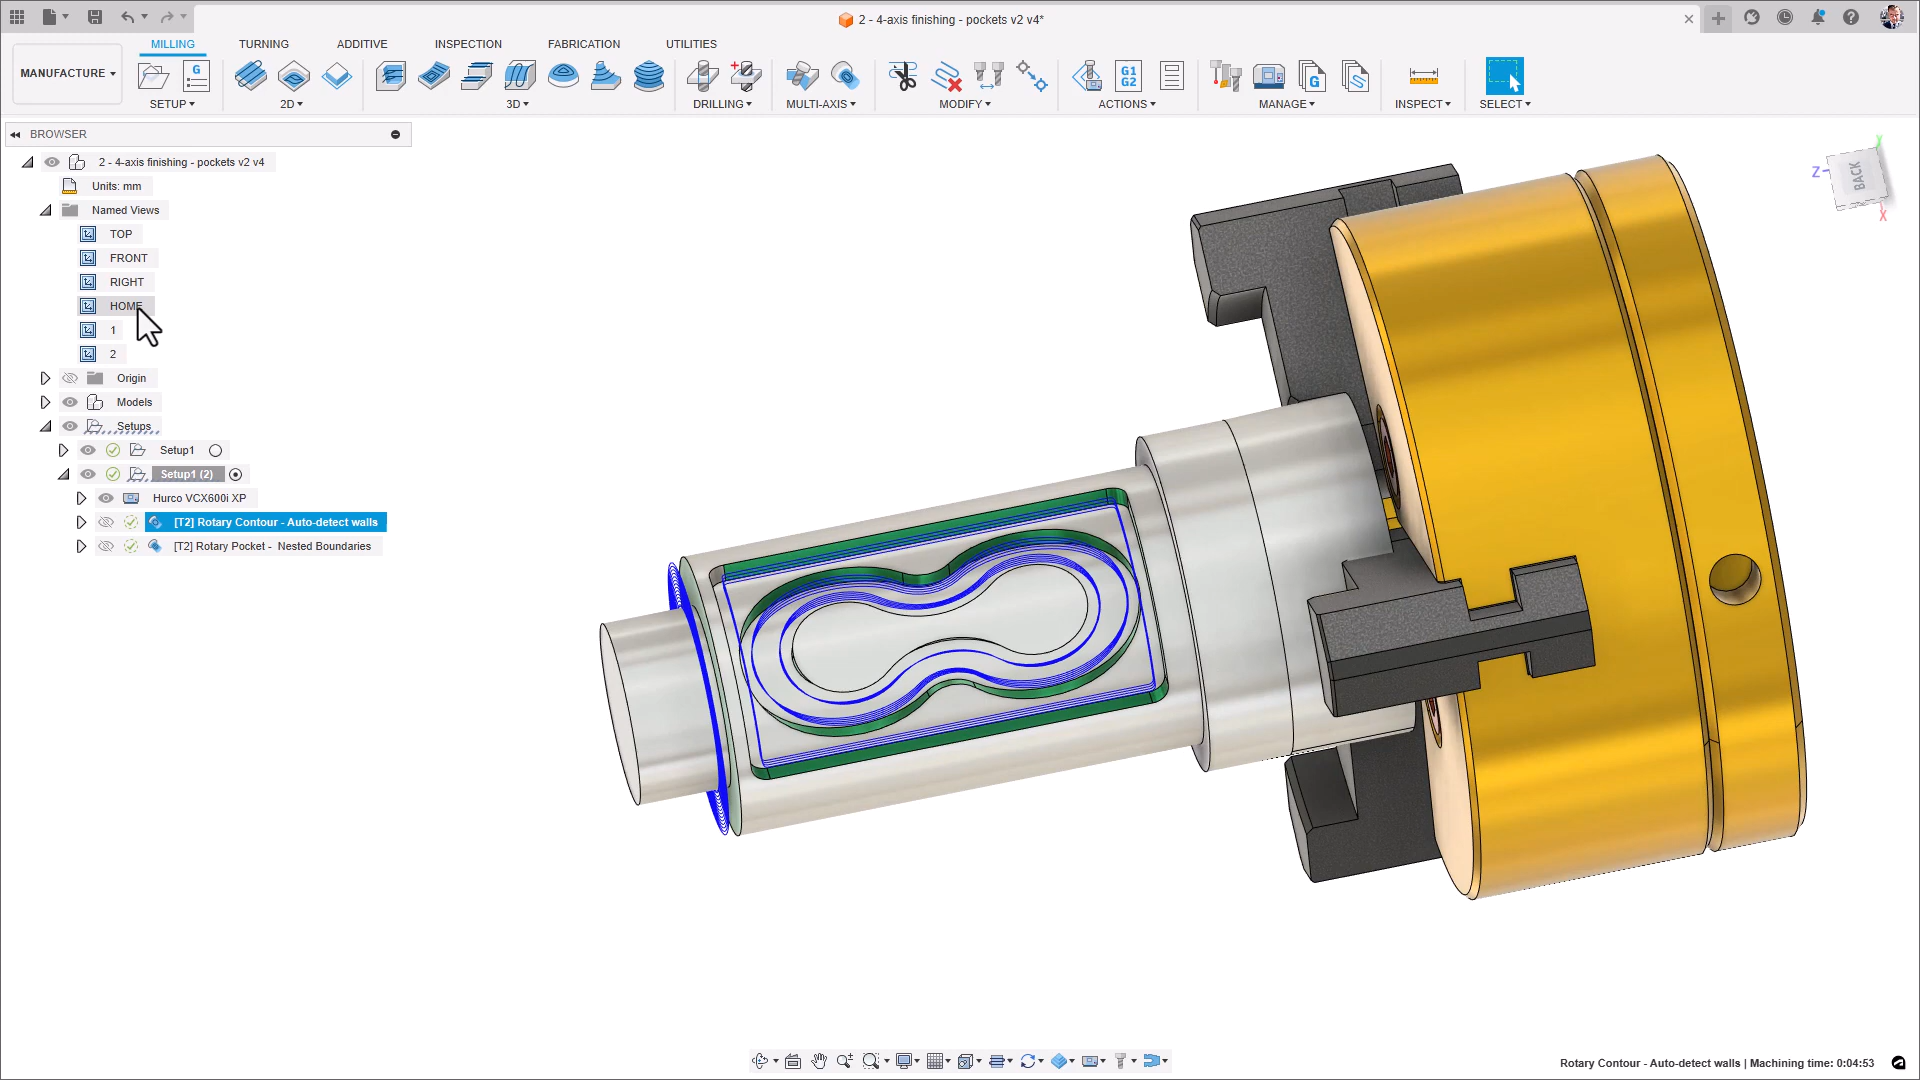 2 - 4-axis finishing - pockets v2 v4*
MANUFACTURE
MILLING
TURNING
ADDITIVE
INSPECTION
FABRICATION
UTILITIES
G
G1
G2
G
SETUP
2D
3D
DRILLING
MULTI-AXIS
MODIFY
ACTIONS
MANAGE
INSPECT
SELECT
BROWSER
2 - 4-axis finishing - pockets v2 v4
Units: mm
Named Views
TOP
FRONT
RIGHT
HOME
1
2
Origin
Models
Setups
Setup1
Setup1 (2)
Hurco VCX600i XP
[T2] Rotary Contour - Auto-detect walls
[T2] Rotary Pocket - Nested Boundaries
Y
Z
BACK
X
Rotary Contour - Auto-detect walls | Machining time: 0:04:53